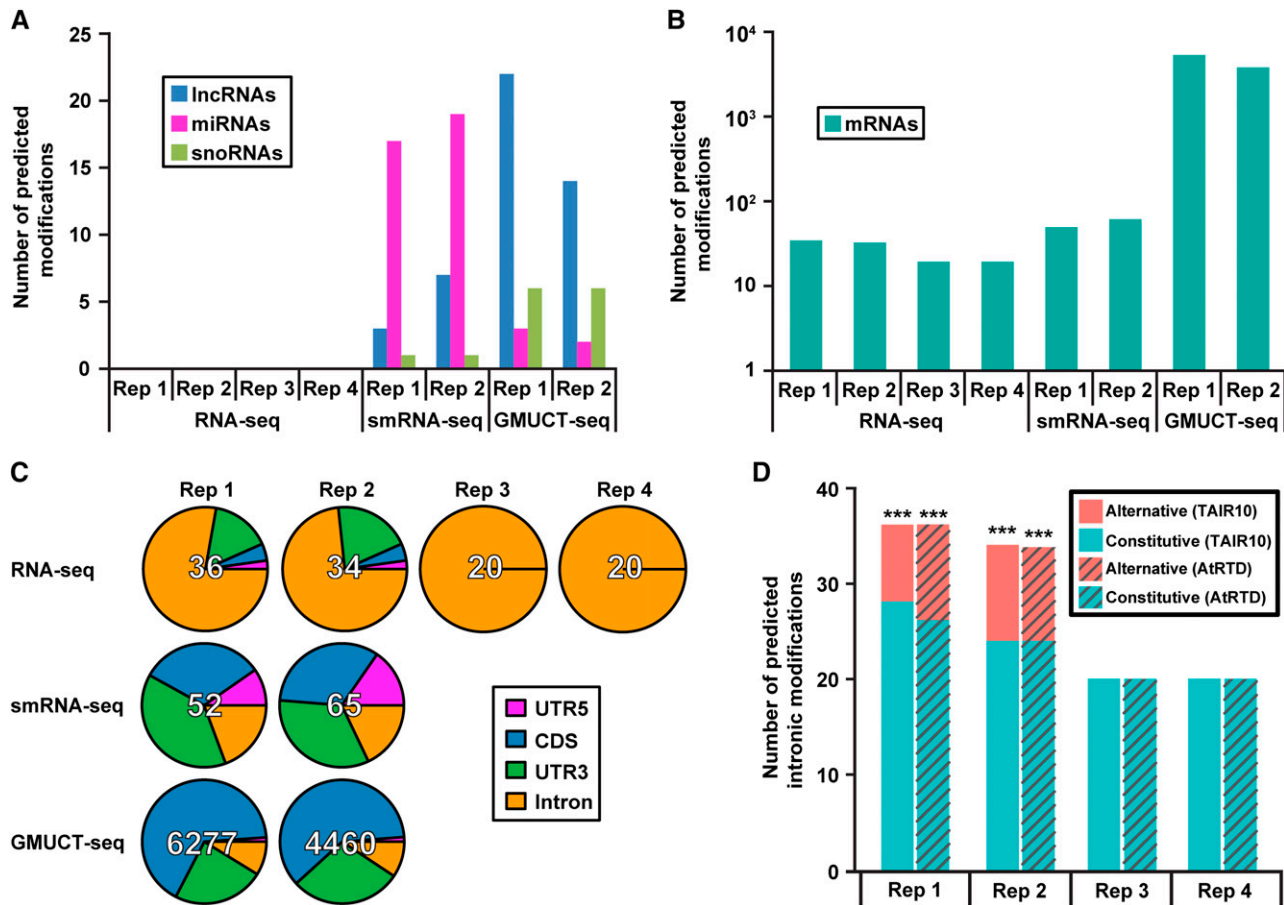 A
Number of predicted
modifications
25
20
15
10
5
0
lncRNAs
miRNAs
snoRNAs
Rep 1 Rep 2 Rep 3 Rep 4 Rep 1 Rep 2 Rep 1 Rep 2
RNA-seq smRNA-seq GMUCT-seq
B
Number of predicted
modifications
10⁴
10³
10²
10
1
mRNAs
Rep 1 Rep 2 Rep 3 Rep 4 Rep 1 Rep 2 Rep 1 Rep 2
RNA-seq smRNA-seq GMUCT-seq
C
Rep 1 Rep 2 Rep 3 Rep 4
RNA-seq 36 34 20 20
smRNA-seq 52 65
GMUCT-seq 6277 4460
UTR5
CDS
UTR3
Intron
D
Number of predicted
intronic modifications
40
30
20
10
0
*** *** *** ***
Alternative (TAIR10)
Constitutive (TAIR10)
Alternative (AtRTD)
Constitutive (AtRTD)
Rep 1 Rep 2 Rep 3 Rep 4